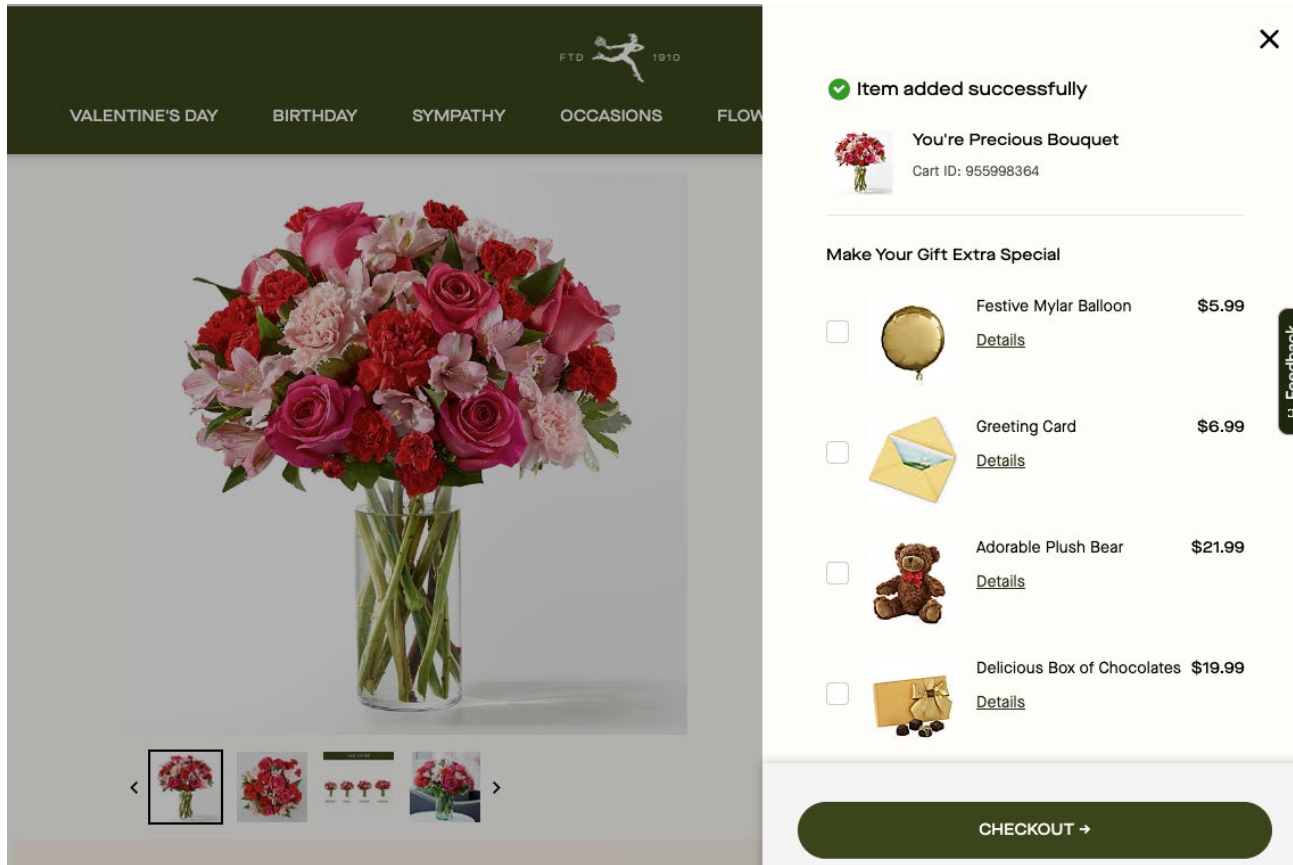 FTD 1910
VALENTINE'S DAY BIRTHDAY SYMPATHY OCCASIONS FLOW
Item added successfully
You're Precious Bouquet
Cart ID: 955998364
Make Your Gift Extra Special
Festive Mylar Balloon $5.99
Details
Greeting Card $6.99
Details
Adorable Plush Bear $21.99
Details
Delicious Box of Chocolates $19.99
Details
Feedback
CHECKOUT →